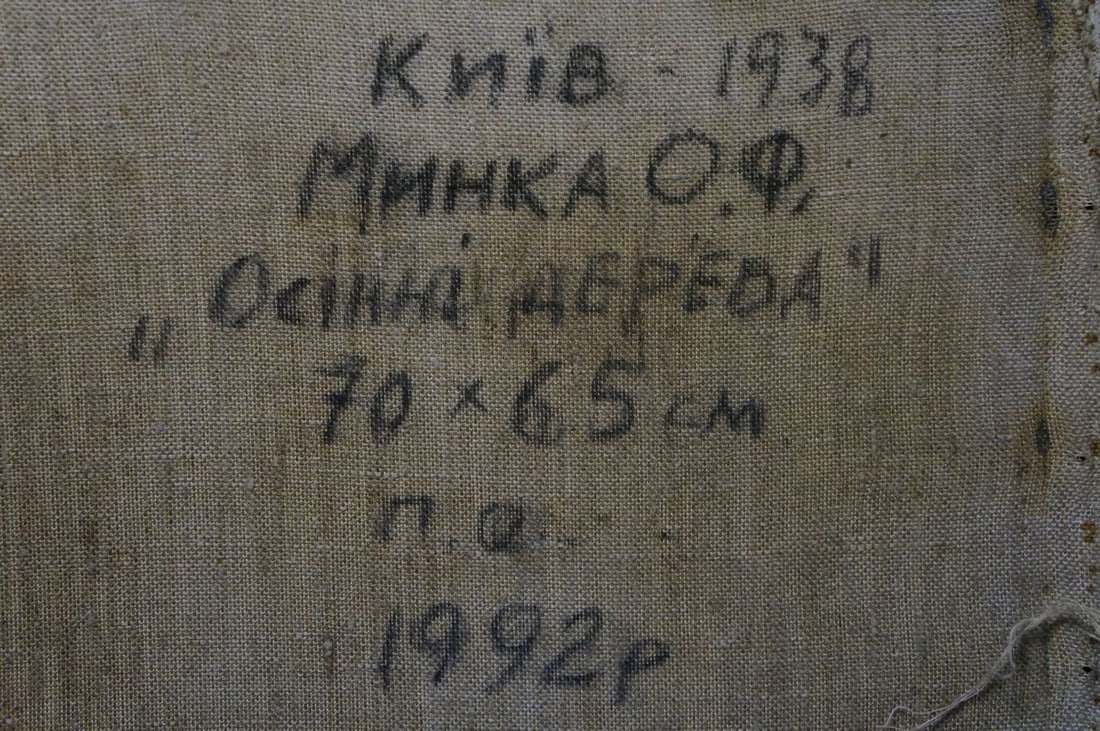 Київ - 1938
Минка О.Ф.
„Осінні дерева"
70 × 65 см
п. о.
1992р